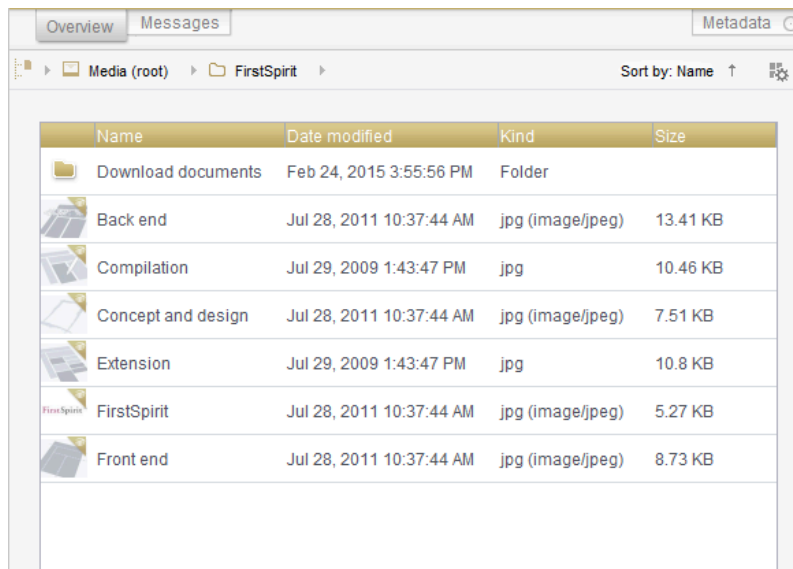 Overview Messages Metadata
Media (root) FirstSpirit Sort by: Name ↑
Name Date modified Kind Size
Download documents Feb 24, 2015 3:55:56 PM Folder
Back end Jul 28, 2011 10:37:44 AM jpg (image/jpeg) 13.41 KB
Compilation Jul 29, 2009 1:43:47 PM jpg 10.46 KB
Concept and design Jul 28, 2011 10:37:44 AM jpg (image/jpeg) 7.51 KB
Extension Jul 29, 2009 1:43:47 PM jpg 10.8 KB
FirstSpirit FirstSpirit Jul 28, 2011 10:37:44 AM jpg (image/jpeg) 5.27 KB
Front end Jul 28, 2011 10:37:44 AM jpg (image/jpeg) 8.73 KB